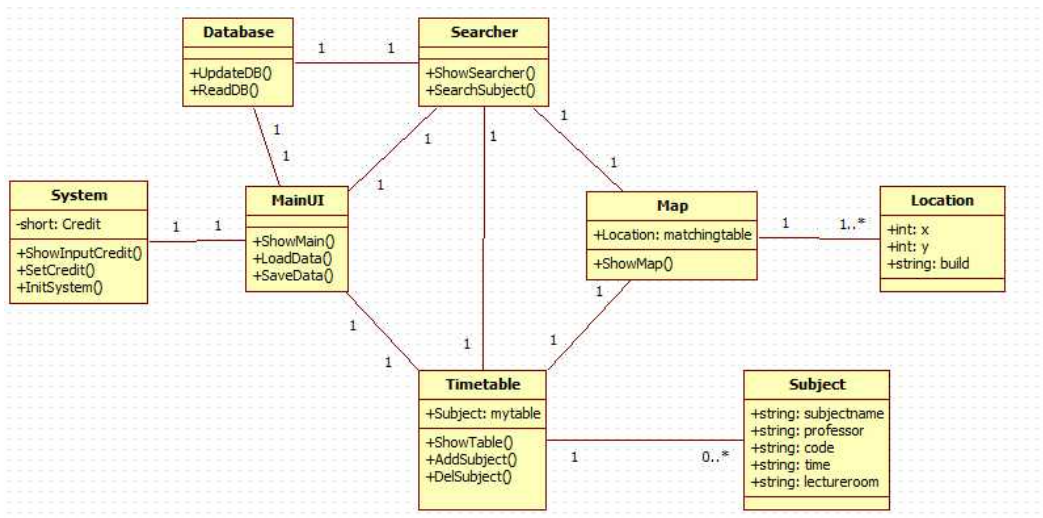 Database
+UpdateDB()
+ReadDB()
1
1
Searcher
+ShowSearcher()
+SearchSubject()
1
1
1
1
1
1
1
1
System
-short: Credit
+ShowInputCredit()
+SetCredit()
+InitSystem()
1
1
MainUI
+ShowMain()
+LoadData()
+SaveData()
Map
+Location: matchingtable
+ShowMap()
1
1..*
Location
+int: x
+int: y
+string: build
1
1
1
1
Timetable
+Subject: mytable
+ShowTable()
+AddSubject()
+DelSubject()
1
0..*
Subject
+string: subjectname
+string: professor
+string: code
+string: time
+string: lectureroom